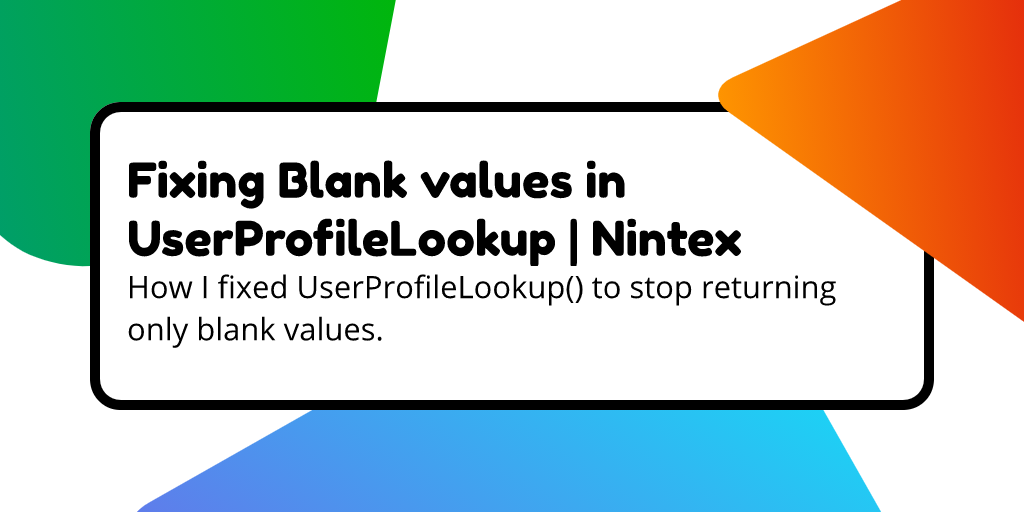 Fixing Blank values in
UserProfileLookup | Nintex
How I fixed UserProfileLookup() to stop returning
only blank values.